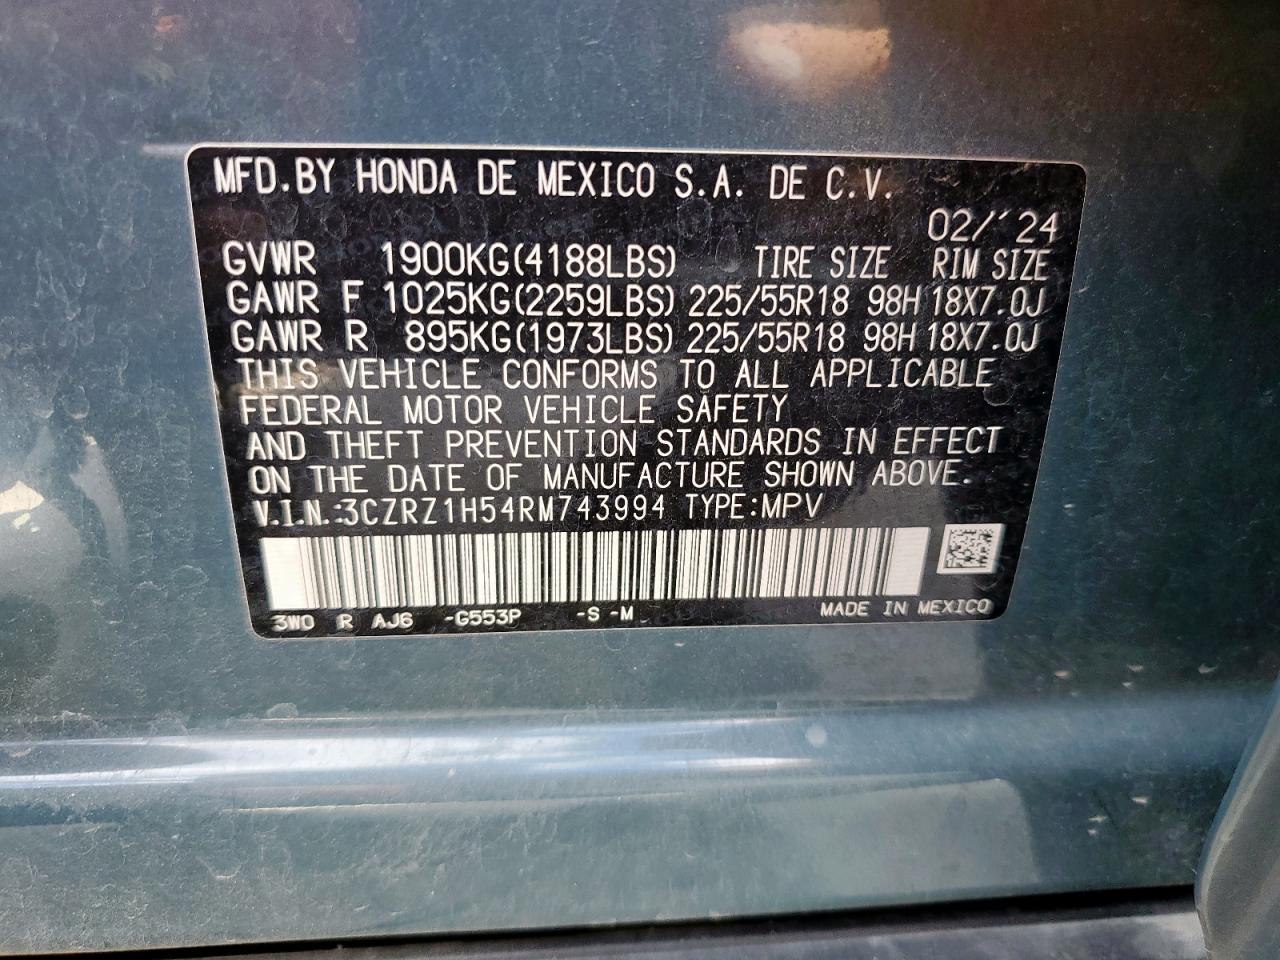 MFD.BY HONDA DE MEXICO S.A. DE C.V.
02/'24
GVWR 1900KG(4188LBS) TIRE SIZE RIM SIZE
GAWR F 1025KG(2259LBS) 225/55R18 98H 18X7.0J
GAWR R 895KG(1973LBS) 225/55R18 98H 18X7.0J
THIS VEHICLE CONFORMS TO ALL APPLICABLE
FEDERAL MOTOR VEHICLE SAFETY
AND THEFT PREVENTION STANDARDS IN EFFECT
ON THE DATE OF MANUFACTURE SHOWN ABOVE.
V.I.N.:3CZRZ1H54RM743994 TYPE:MPV
3W0 R AJ6 -G553P -S -M MADE IN MEXICO